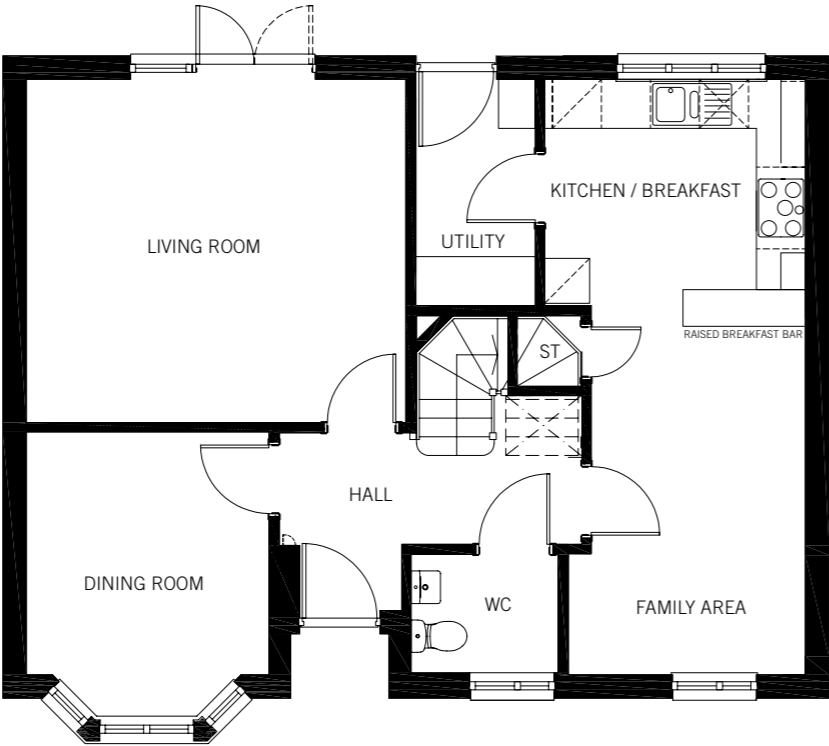 KITCHEN / BREAKFAST
LIVING ROOM
UTILITY
RAISED BREAKFAST BAR
ST
HALL
DINING ROOM
WC
FAMILY AREA